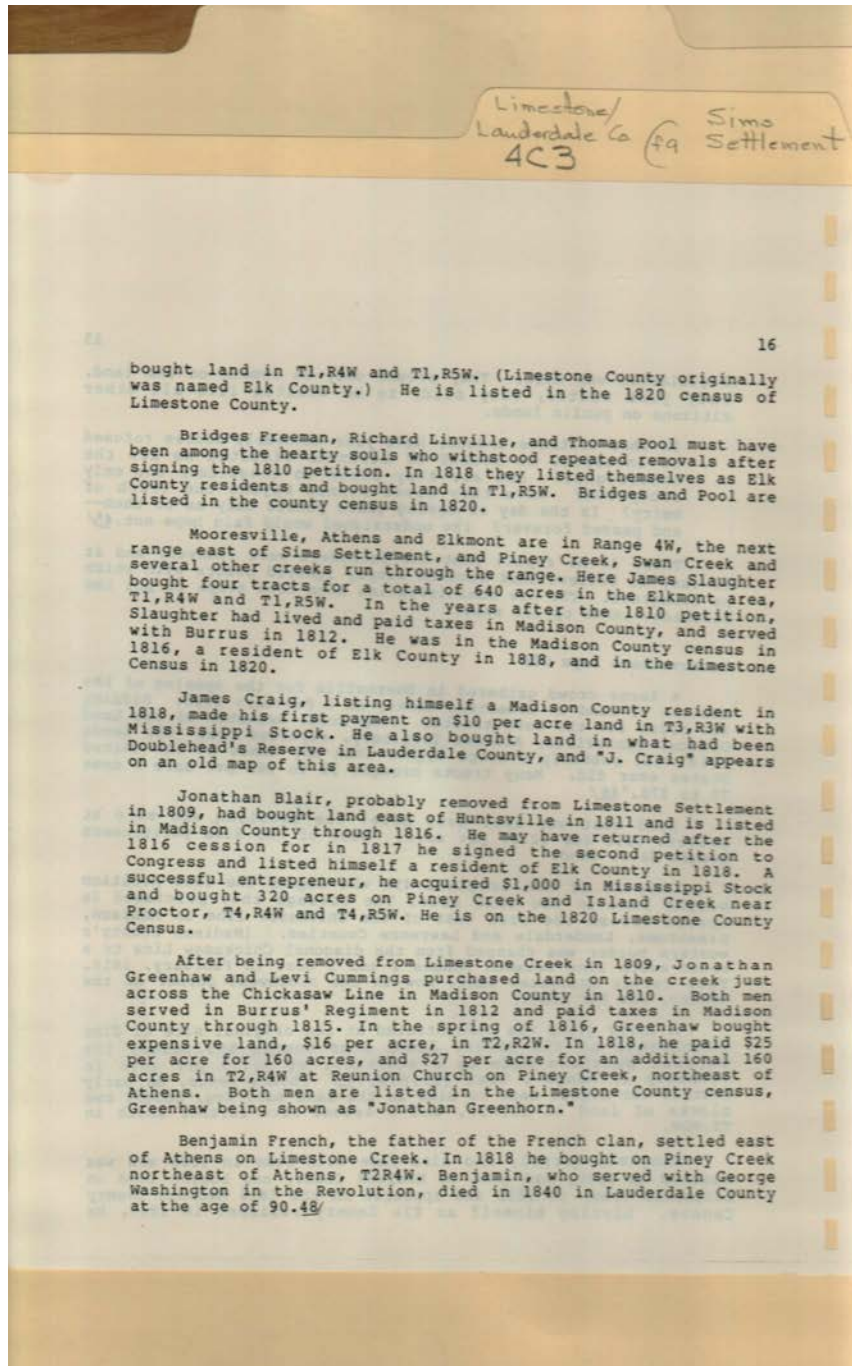 Limestone/
Lauderdale Co
4C3
fq
Sims
Settlement
16
bought land in T1,R4W and T1,R5W. (Limestone County originally
was named Elk County.) He is listed in the 1820 census of
Limestone County.
Bridges Freeman, Richard Linville, and Thomas Pool must have
been among the hearty souls who withstood repeated removals after
signing the 1810 petition. In 1818 they listed themselves as Elk
County residents and bought land in T1,R5W. Bridges and Pool are
listed in the county census in 1820.
Mooresville, Athens and Elkmont are in Range 4W, the next
range east of Sims Settlement, and Piney Creek, Swan Creek and
several other creeks run through the range. Here James Slaughter
bought four tracts for a total of 640 acres in the Elkmont area,
T1,R4W and T1,R5W. In the years after the 1810 petition,
Slaughter had lived and paid taxes in Madison County, and served
with Burrus in 1812. He was in the Madison County census in
1816, a resident of Elk County in 1818, and in the Limestone
Census in 1820.
James Craig, listing himself a Madison County resident in
1818, made his first payment on $10 per acre land in T3,R3W with
Mississippi Stock. He also bought land in what had been
Doublehead's Reserve in Lauderdale County, and "J. Craig" appears
on an old map of this area.
Jonathan Blair, probably removed from Limestone Settlement
in 1809, had bought land east of Huntsville in 1811 and is listed
in Madison County through 1816. He may have returned after the
1816 cession for in 1817 he signed the second petition to
Congress and listed himself a resident of Elk County in 1818. A
successful entrepreneur, he acquired $1,000 in Mississippi Stock
and bought 320 acres on Piney Creek and Island Creek near
Proctor, T4,R4W and T4,R5W. He is on the 1820 Limestone County
Census.
After being removed from Limestone Creek in 1809, Jonathan
Greenhaw and Levi Cummings purchased land on the creek just
across the Chickasaw Line in Madison County in 1810. Both men
served in Burrus' Regiment in 1812 and paid taxes in Madison
County through 1815. In the spring of 1816, Greenhaw bought
expensive land, $16 per acre, in T2,R2W. In 1818, he paid $25
per acre for 160 acres, and $27 per acre for an additional 160
acres in T2,R4W at Reunion Church on Piney Creek, northeast of
Athens. Both men are listed in the Limestone County census,
Greenhaw being shown as "Jonathan Greenhorn."
Benjamin French, the father of the French clan, settled east
of Athens on Limestone Creek. In 1818 he bought on Piney Creek
northeast of Athens, T2R4W. Benjamin, who served with George
Washington in the Revolution, died in 1840 in Lauderdale County
at the age of 90.48/